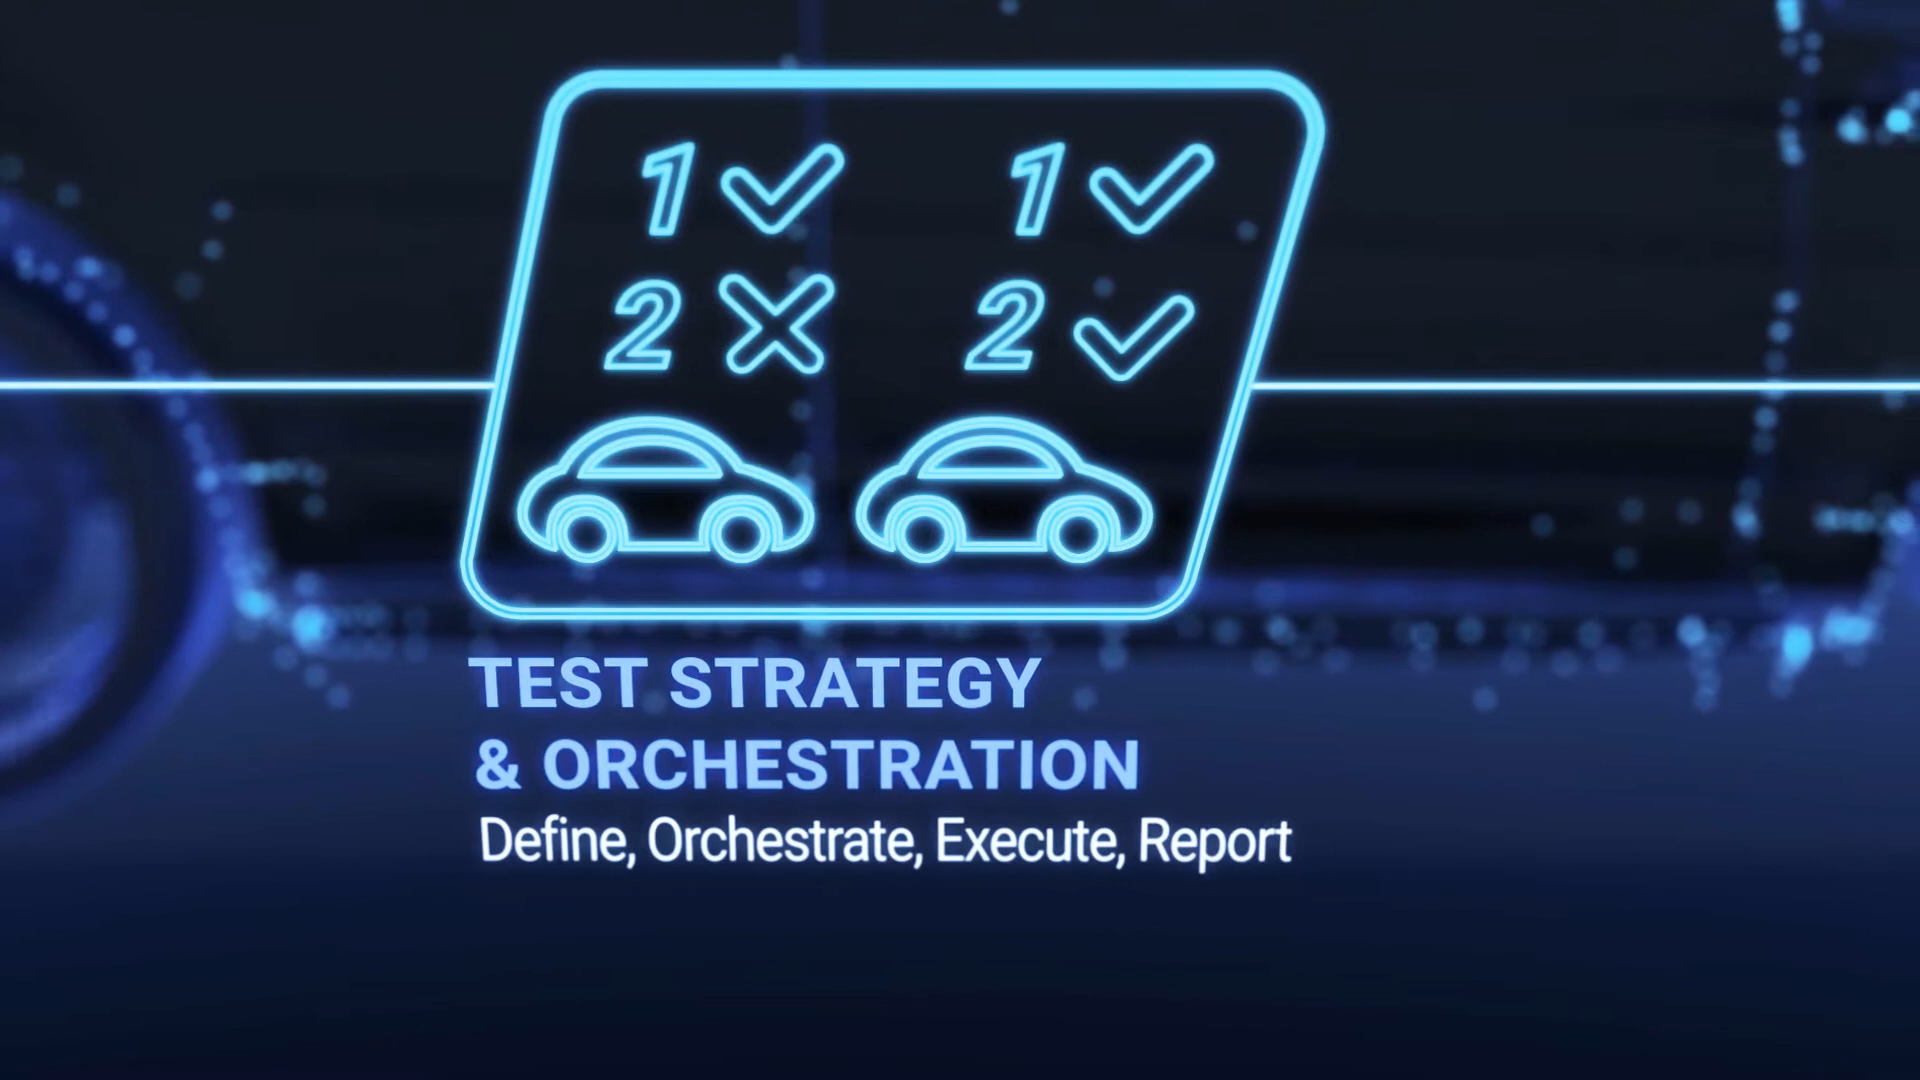 1 1
2 2
TEST STRATEGY
& ORCHESTRATION
Define, Orchestrate, Execute, Report